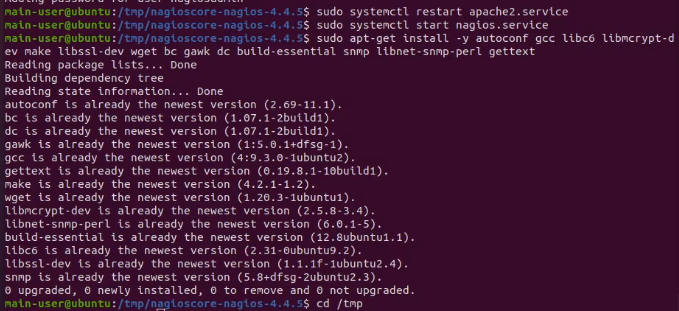 Adding password for user nagiosadmin
main-user@ubuntu:/tmp/nagioscore-nagios-4.4.5$ sudo systemctl restart apache2.service
main-user@ubuntu:/tmp/nagioscore-nagios-4.4.5$ sudo systemctl start nagios.service
main-user@ubuntu:/tmp/nagioscore-nagios-4.4.5$ sudo apt-get install -y autoconf gcc libc6 libmcrypt-d
ev make libssl-dev wget bc gawk dc build-essential snmp libnet-snmp-perl gettext
Reading package lists... Done
Building dependency tree
Reading state information... Done
autoconf is already the newest version (2.69-11.1).
bc is already the newest version (1.07.1-2build1).
dc is already the newest version (1.07.1-2build1).
gawk is already the newest version (1:5.0.1+dfsg-1).
gcc is already the newest version (4:9.3.0-1ubuntu2).
gettext is already the newest version (0.19.8.1-10build1).
make is already the newest version (4.2.1-1.2).
wget is already the newest version (1.20.3-1ubuntu1).
libmcrypt-dev is already the newest version (2.5.8-3.4).
libnet-snmp-perl is already the newest version (6.0.1-5).
build-essential is already the newest version (12.8ubuntu1.1).
libc6 is already the newest version (2.31-0ubuntu9.2).
libssl-dev is already the newest version (1.1.1f-1ubuntu2.4).
snmp is already the newest version (5.8+dfsg-2ubuntu2.3).
0 upgraded, 0 newly installed, 0 to remove and 0 not upgraded.
main-user@ubuntu:/tmp/nagioscore-nagios-4.4.5$ cd /tmp